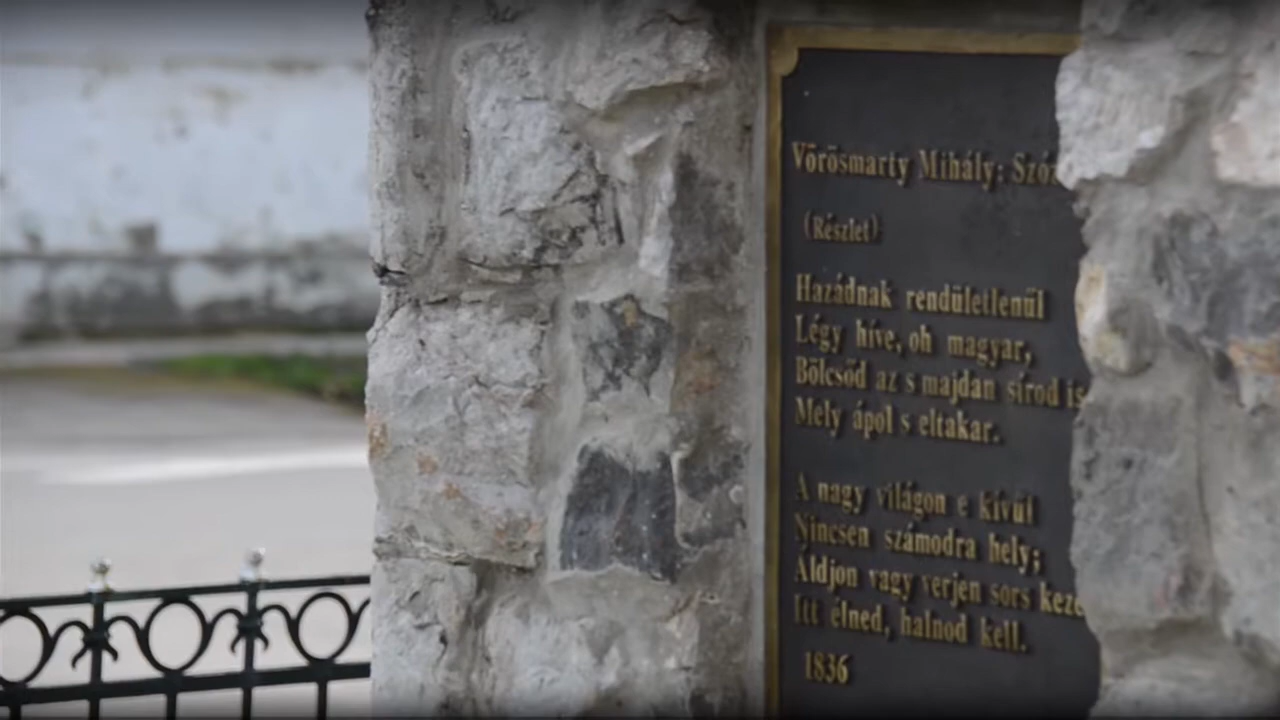 Vörösmarty Mihály: Szóz
(Részlet)
Hazádnak rendületlenül
Légy híve, oh magyar,
Bölcsőd az s majdan sírod is
Mely ápol s eltakar.
A nagy világon e kívül
Nincsen számodra hely;
Áldjon vagy verjen sors keze
Itt élned, halnod kell.
1836